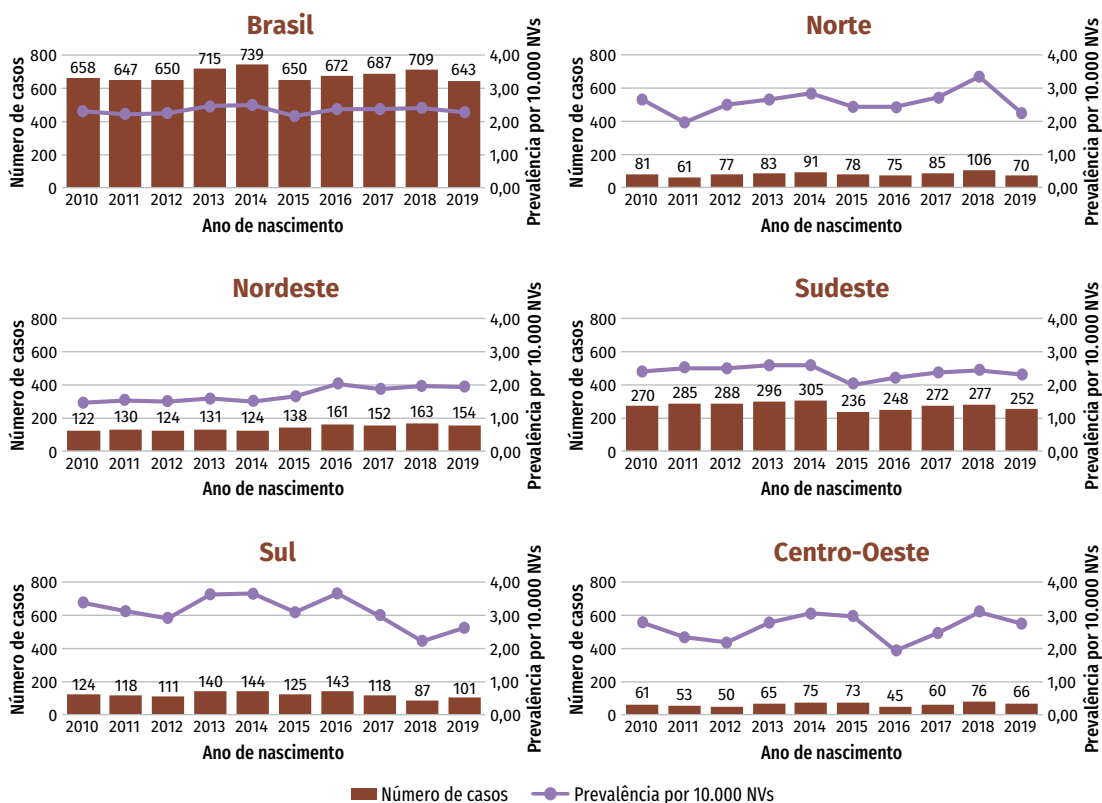 Brasil
Número de casos
Prevalência por 10.000 NVs
800
600
400
200
0
4,00
3,00
2,00
1,00
0,00
658 647 650 715 739 650 672 687 709 643
2010 2011 2012 2013 2014 2015 2016 2017 2018 2019
Ano de nascimento
Norte
Número de casos
Prevalência por 10.000 NVs
800
600
400
200
0
4,00
3,00
2,00
1,00
0,00
81 61 77 83 91 78 75 85 106 70
2010 2011 2012 2013 2014 2015 2016 2017 2018 2019
Ano de nascimento
Nordeste
Número de casos
Prevalência por 10.000 NVs
800
600
400
200
0
4,00
3,00
2,00
1,00
0,00
122 130 124 131 124 138 161 152 163 154
2010 2011 2012 2013 2014 2015 2016 2017 2018 2019
Ano de nascimento
Sudeste
Número de casos
Prevalência por 10.000 NVs
800
600
400
200
0
4,00
3,00
2,00
1,00
0,00
270 285 288 296 305 236 248 272 277 252
2010 2011 2012 2013 2014 2015 2016 2017 2018 2019
Ano de nascimento
Sul
Número de casos
Prevalência por 10.000 NVs
800
600
400
200
0
4,00
3,00
2,00
1,00
0,00
124 118 111 140 144 125 143 118 87 101
2010 2011 2012 2013 2014 2015 2016 2017 2018 2019
Ano de nascimento
Centro-Oeste
Número de casos
Prevalência por 10.000 NVs
800
600
400
200
0
4,00
3,00
2,00
1,00
0,00
61 53 50 65 75 73 45 60 76 66
2010 2011 2012 2013 2014 2015 2016 2017 2018 2019
Ano de nascimento
Número de casos Prevalência por 10.000 NVs